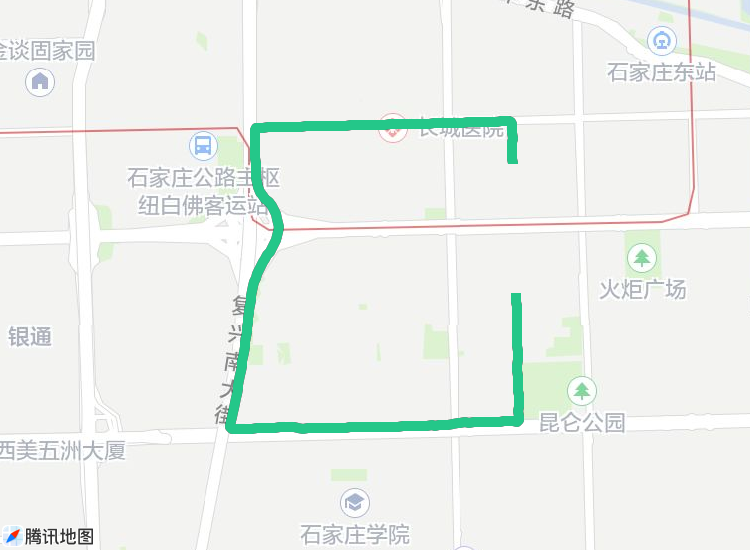 东路
金谈固家园
石家庄东站
长城医院
石家庄公路主枢
纽白佛客运站
火炬广场
复兴南大街
银通
昆仑公园
西美五洲大厦
石家庄学院
腾讯地图